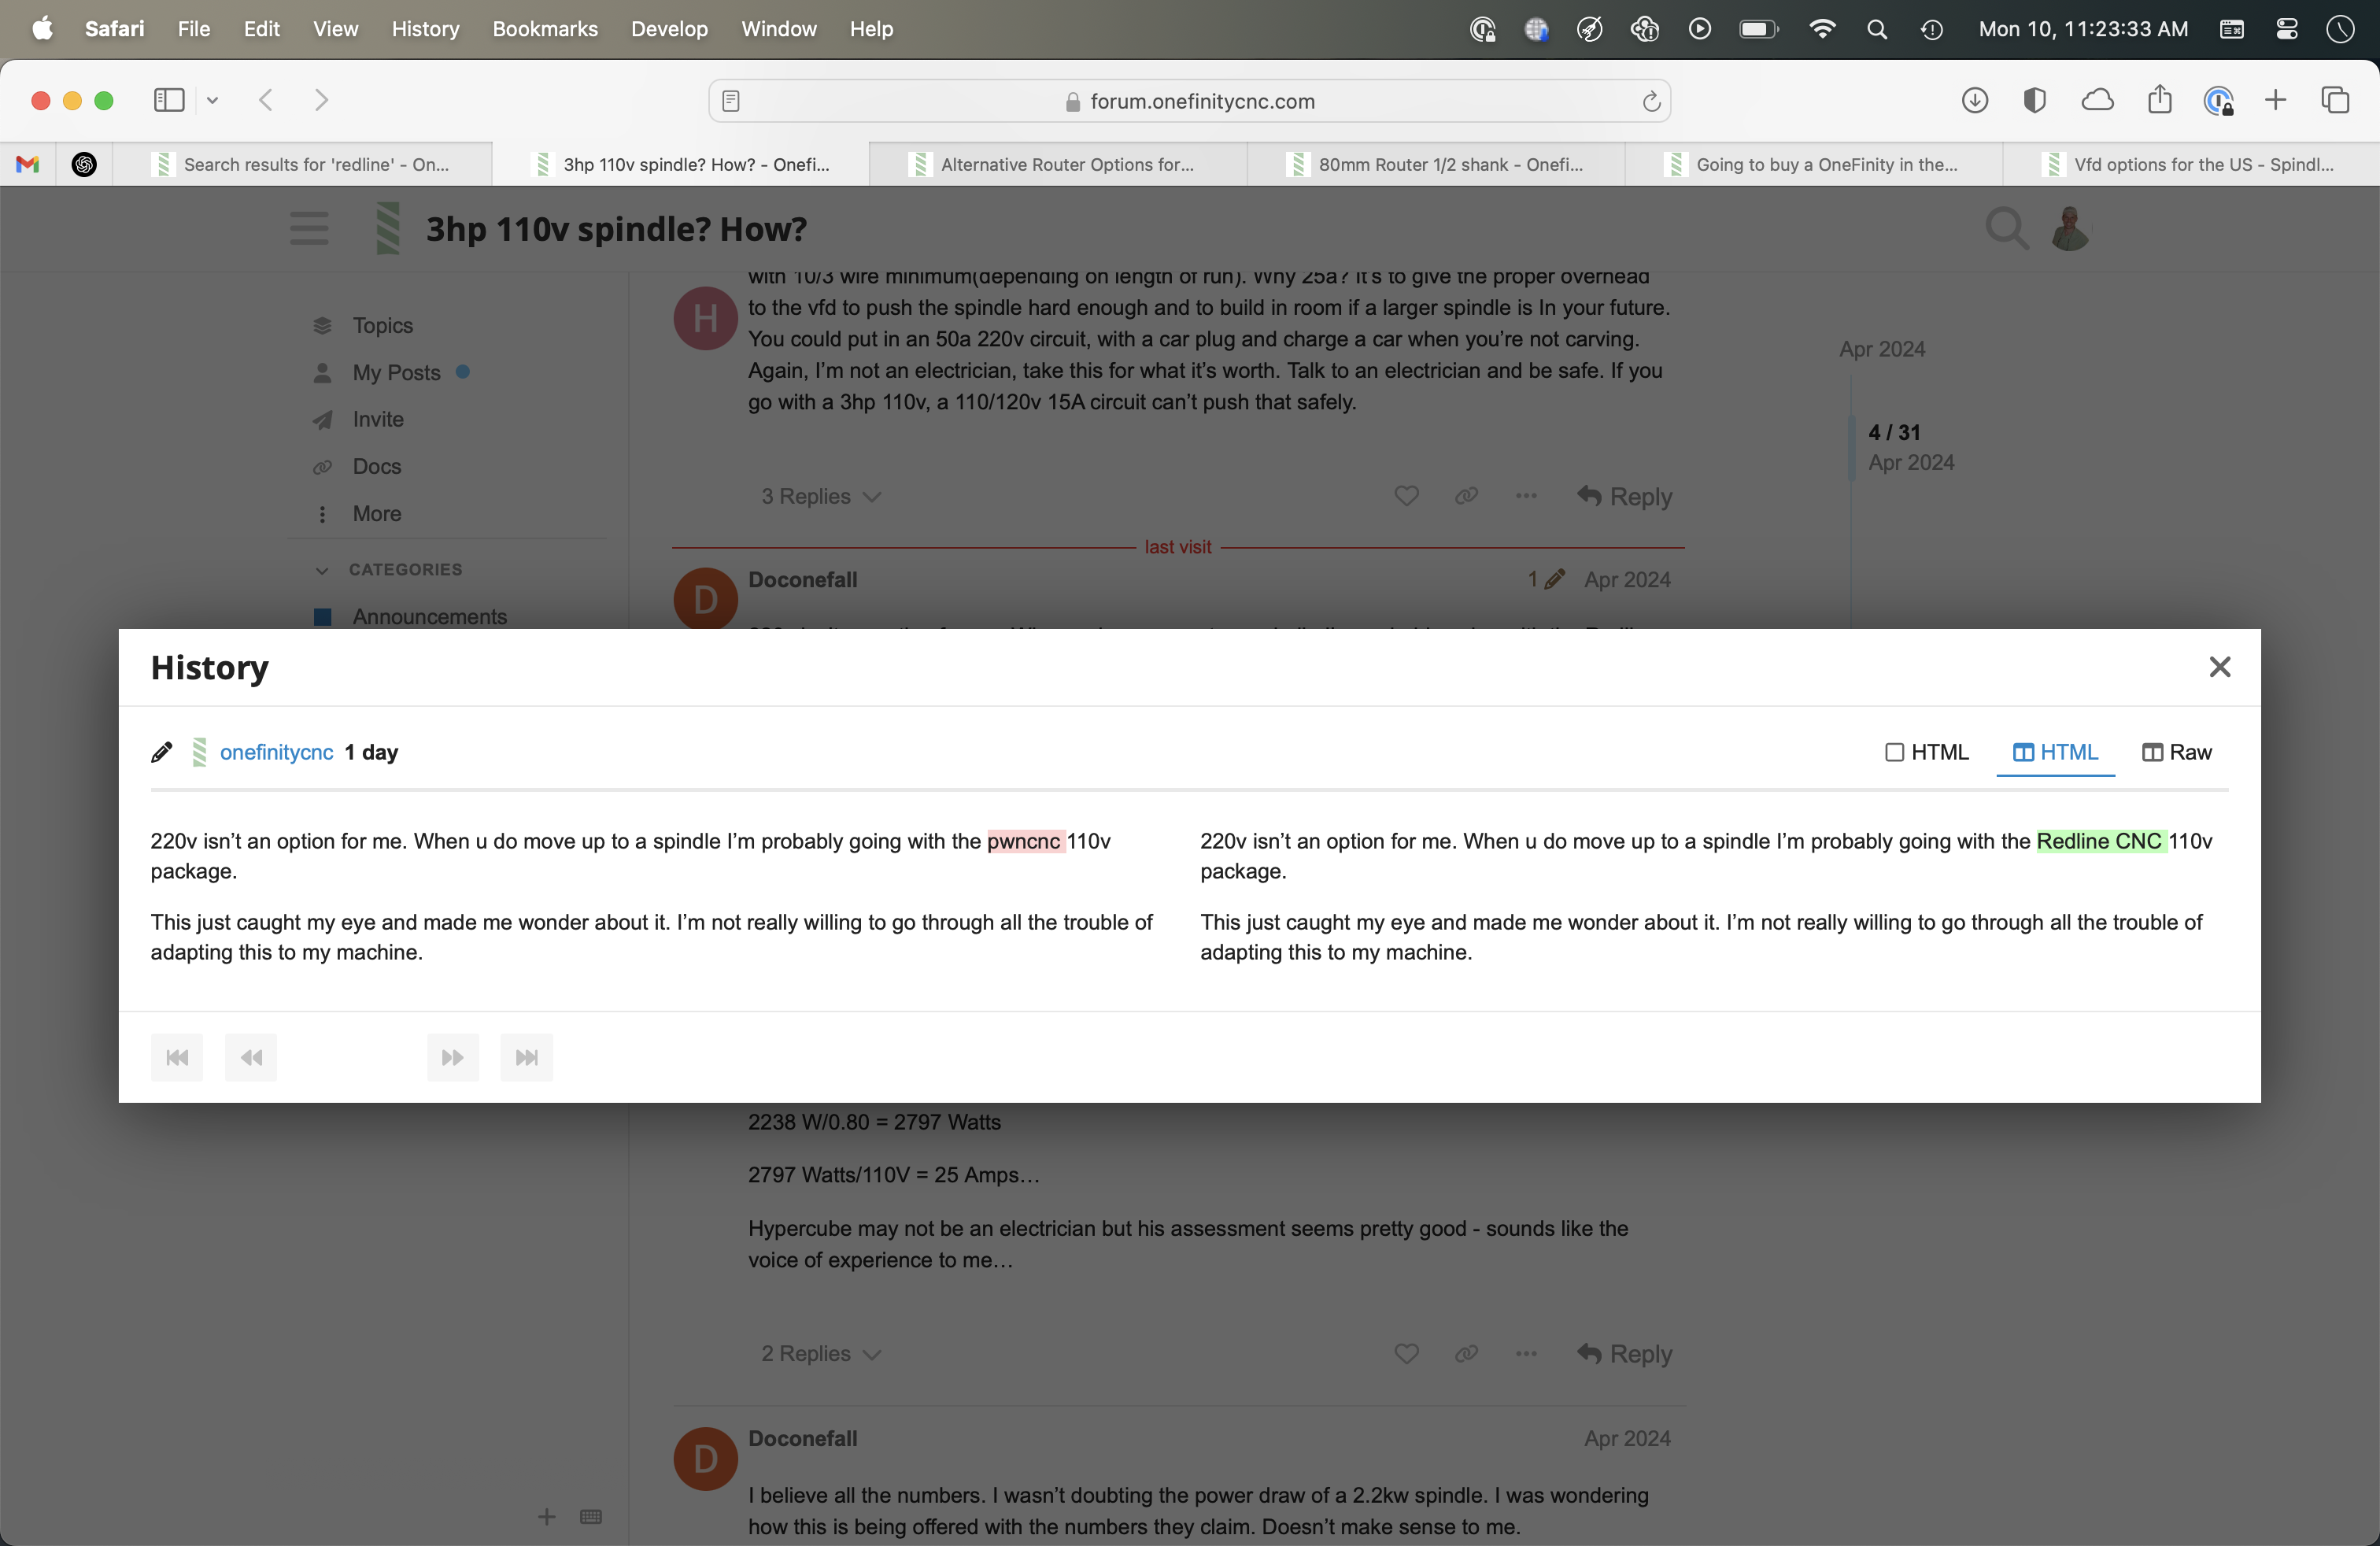 Safari File Edit View History Bookmarks Develop Window Help Mon 10, 11:23:33 AM
forum.onefinitycnc.com
Search results for 'redline' - On... 3hp 110v spindle? How? - Onefi... Alternative Router Options for... 80mm Router 1/2 shank - Onefi... Going to buy a OneFinity in the... Vfd options for the US - Spindl...
3hp 110v spindle? How?
Topics
My Posts
Invite
Docs
More
CATEGORIES
Announcements
H
with 10/3 wire minimum(depending on length of run). Why 25a? It's to give the proper overhead
to the vfd to push the spindle hard enough and to build in room if a larger spindle is In your future.
You could put in an 50a 220v circuit, with a car plug and charge a car when you’re not carving.
Again, I’m not an electrician, take this for what it’s worth. Talk to an electrician and be safe. If you
go with a 3hp 110v, a 110/120v 15A circuit can’t push that safely.
3 Replies Reply
Apr 2024
4 / 31
Apr 2024
last visit
D
Doconefall 1 Apr 2024
History
onefinitycnc 1 day HTML HTML Raw
220v isn’t an option for me. When u do move up to a spindle I’m probably going with the pwncnc 110v
package.
This just caught my eye and made me wonder about it. I’m not really willing to go through all the trouble of
adapting this to my machine.
220v isn’t an option for me. When u do move up to a spindle I’m probably going with the Redline CNC 110v
package.
This just caught my eye and made me wonder about it. I’m not really willing to go through all the trouble of
adapting this to my machine.
2238 W/0.80 = 2797 Watts
2797 Watts/110V = 25 Amps…
Hypercube may not be an electrician but his assessment seems pretty good - sounds like the
voice of experience to me…
2 Replies Reply
D
Doconefall Apr 2024
I believe all the numbers. I wasn’t doubting the power draw of a 2.2kw spindle. I was wondering
how this is being offered with the numbers they claim. Doesn’t make sense to me.